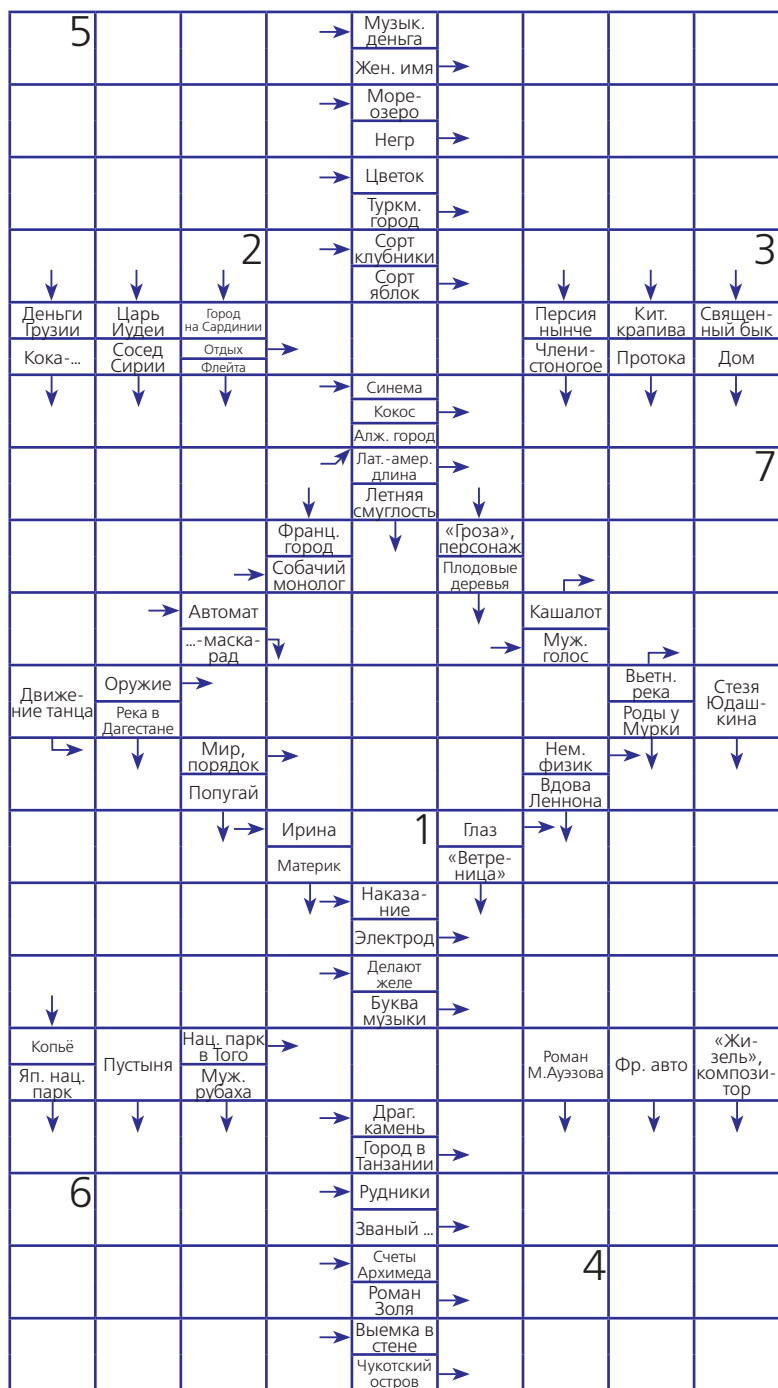 5
Музык.
деньга
Жен. имя
Море-
озеро
Негр
Цветок
Туркм.
город
2
Сорт
клубники
3
Сорт
яблок
Деньги
Грузии
Царь
Иудеи
Город
на Сардинии
Персия
нынче
Кит.
крапива
Священ-
ный бык
Кока-...
Сосед
Сирии
Отдых
Флейта
Члени-
стоногое
Протока
Дом
Синема
Кокос
Алж. город
Лат.-амер.
длина
7
Летняя
смуглость
Франц.
город
«Гроза»,
персонаж
Собачий
монолог
Плодовые
деревья
Автомат
Кашалот
...-маска-
рад
Муж.
голос
Движе-
ние танца
Оружие
Река в
Дагестане
Вьетн.
река
Роды у
Мурки
Стезя
Юдаш-
кина
Мир,
порядок
Нем.
физик
Попугай
Вдова
Леннона
Ирина
1
Глаз
Материк
«Ветре-
ница»
Наказа-
ние
Электрод
Делают
желе
Буква
музыки
Копьё
Пустыня
Нац. парк
в Того
Роман
М.Ауэзова
Фр. авто
«Жи-
зель»,
компози-
тор
Яп. нац.
парк
Муж.
рубаха
Драг.
камень
Город в
Танзании
6
Рудники
Званый ...
Счеты
Архимеда
4
Роман
Золя
Выемка в
стене
Чукотский
остров